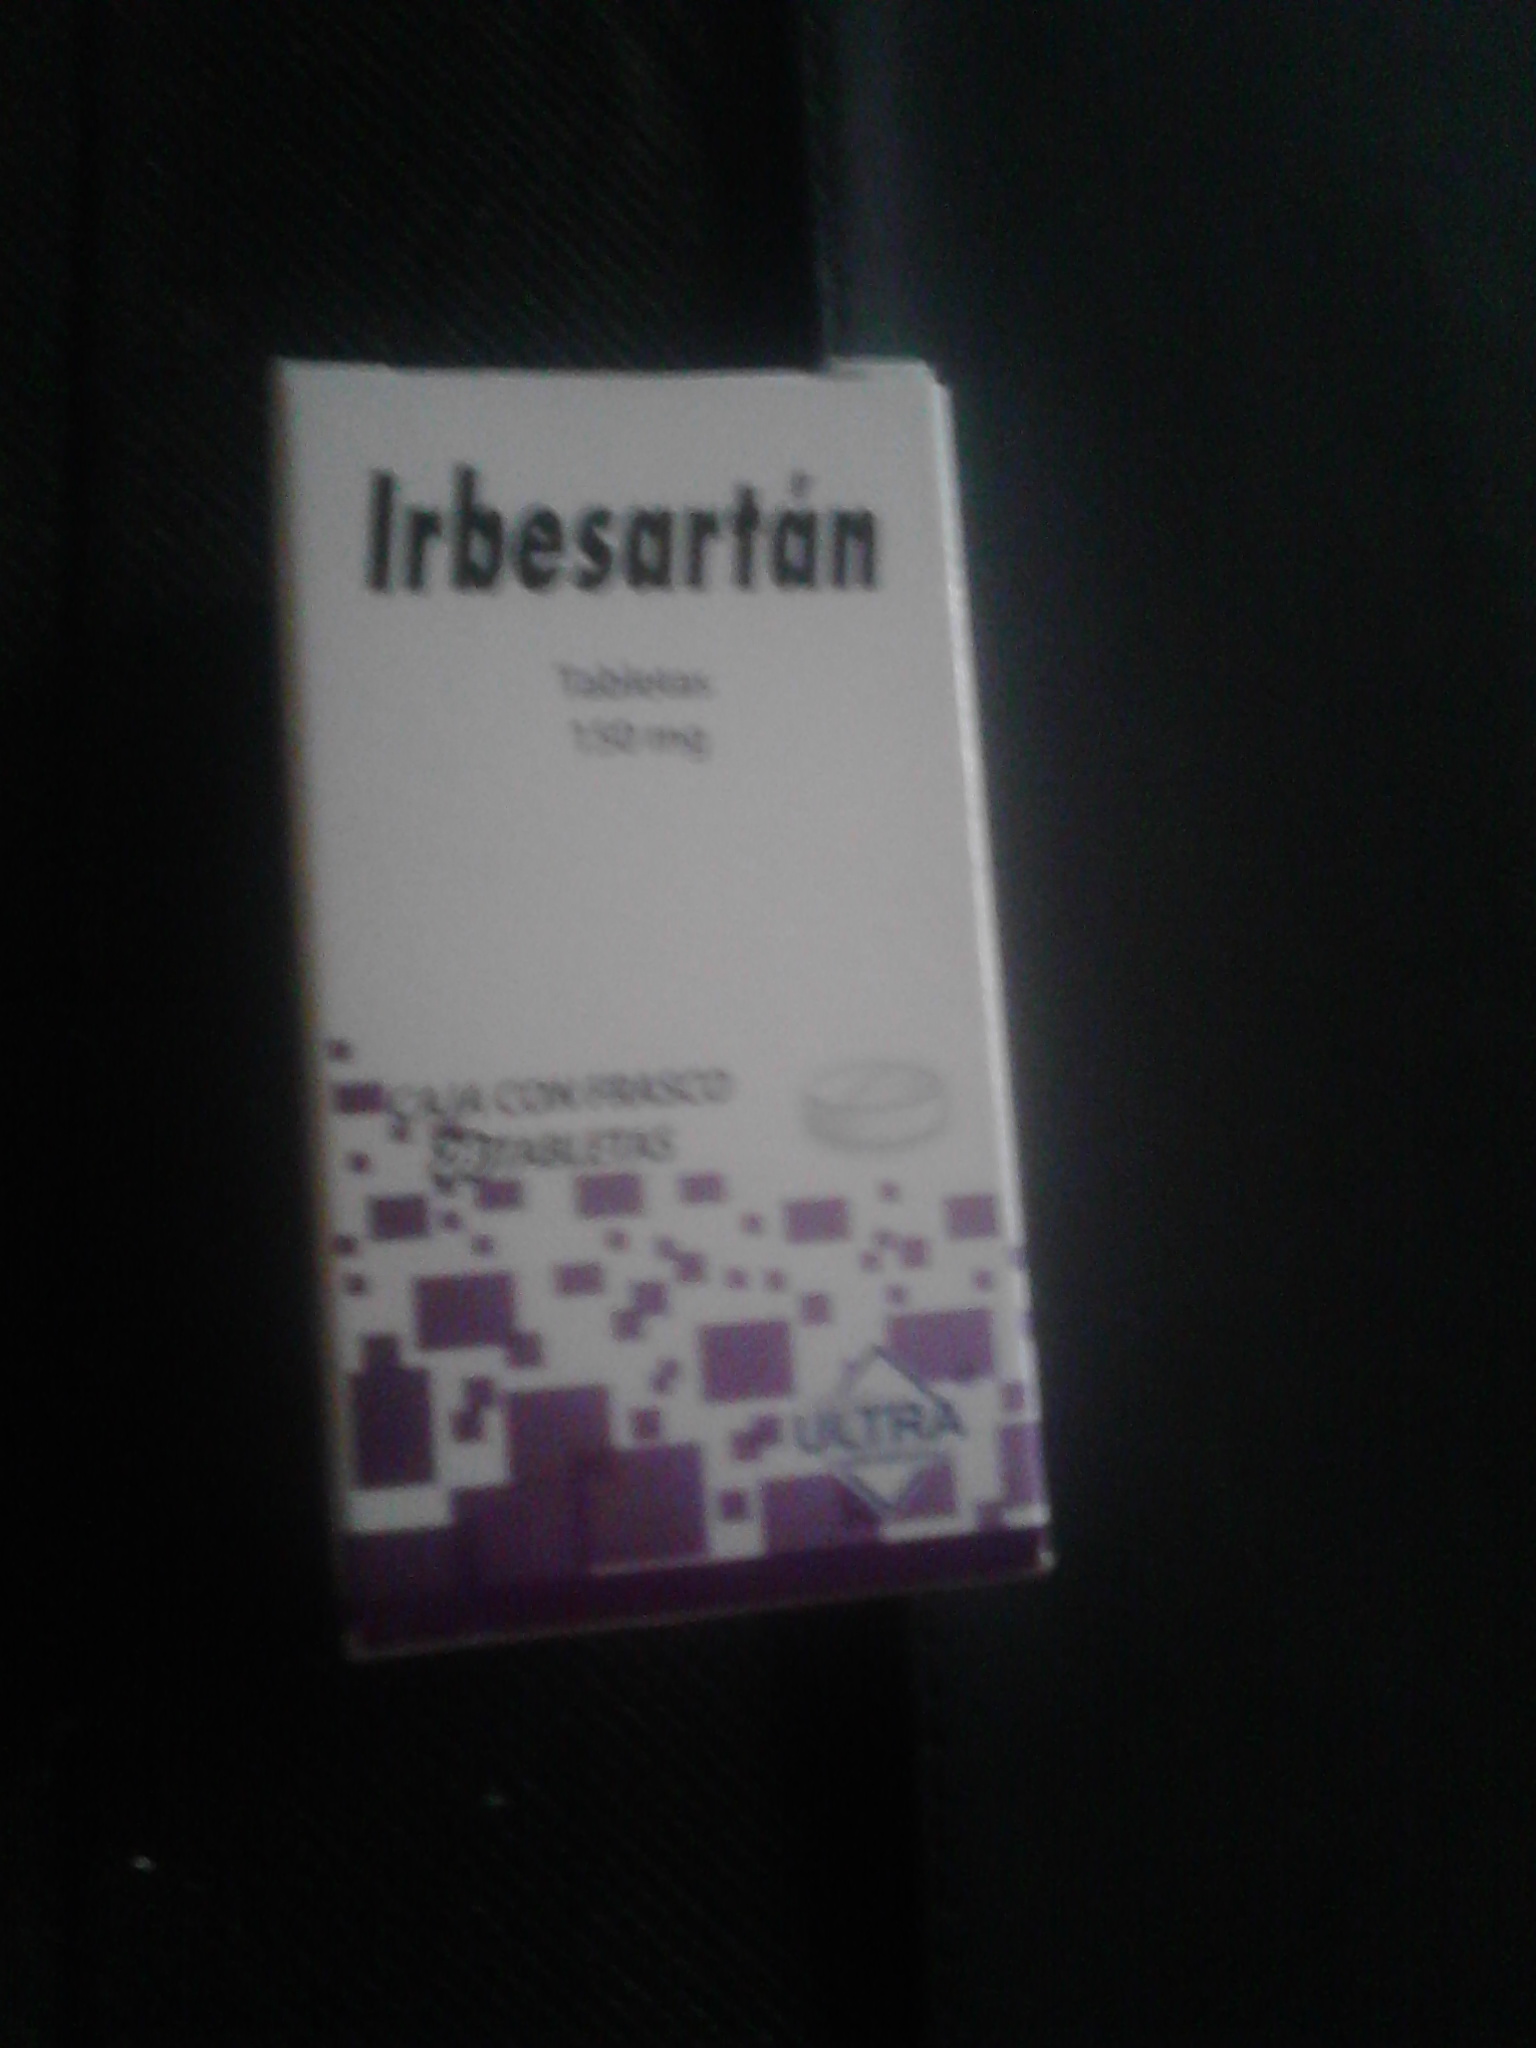 Irbesartán
Tabletas
150 mg
CAJA CON FRASCO
TABLETAS
ULTRA